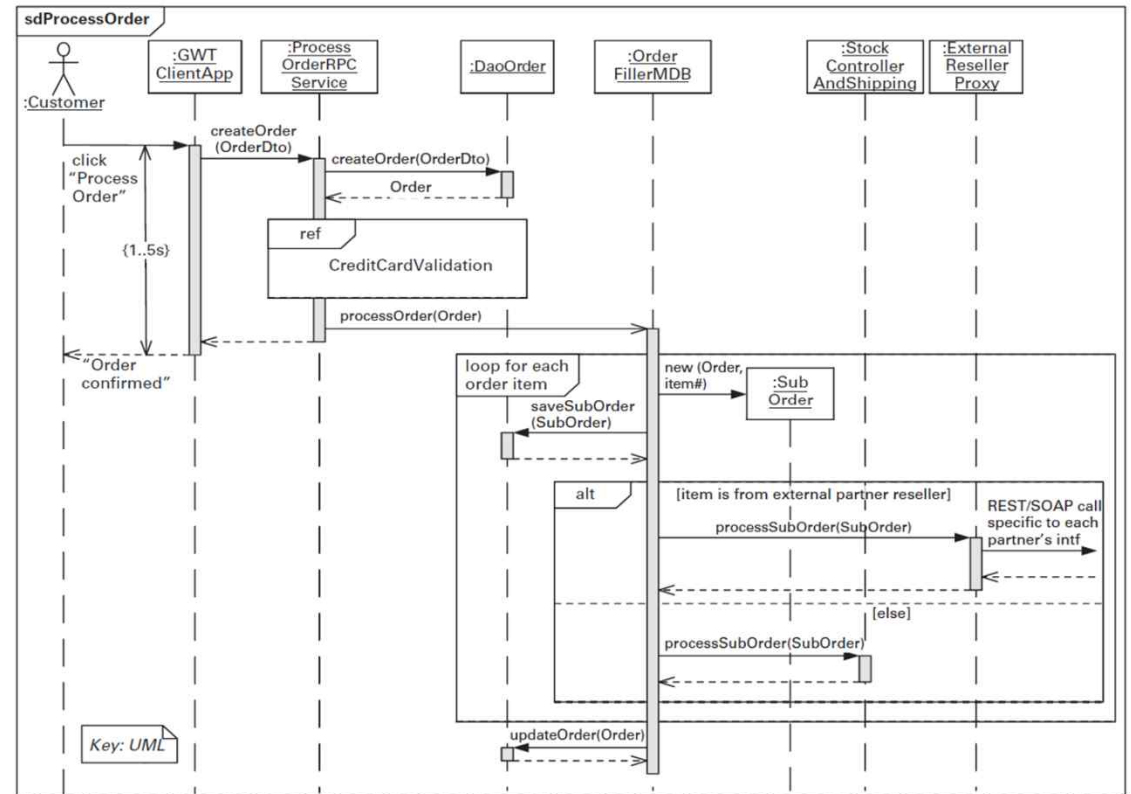 sdProcessOrder
:Customer
:GWT
ClientApp
:Process
OrderRPC
Service
:DaoOrder
:Order
FillerMDB
:Stock
Controller
AndShipping
:External
Reseller
Proxy
click
"Process
Order"
createOrder
(OrderDto)
createOrder(OrderDto)
Order
{1..5s}
ref
CreditCardValidation
processOrder(Order)
"Order
confirmed"
loop for each
order item
new (Order,
item#)
:Sub
Order
saveSubOrder
(SubOrder)
alt
[item is from external partner reseller]
processSubOrder(SubOrder)
REST/SOAP call
specific to each
partner's intf
[else]
processSubOrder(SubOrder)
updateOrder(Order)
Key: UML